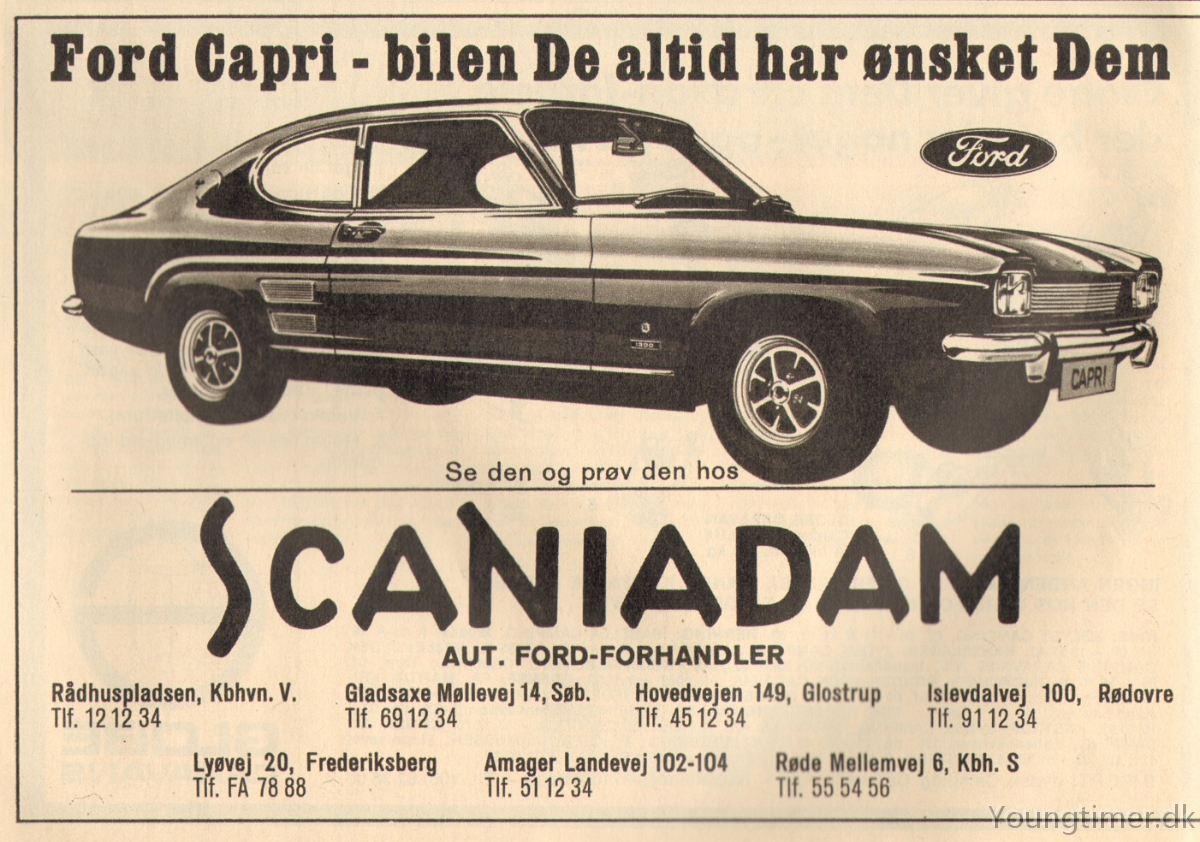 Ford Capri - bilen De altid har ønsket Dem
Ford
1300
CAPRI
Se den og prøv den hos
SCANIADAM
AUT. FORD-FORHANDLER
Rådhuspladsen, Kbhvn. V.
Tlf. 12 12 34
Gladsaxe Møllevej 14, Søb.
Tlf. 69 12 34
Hovedvejen 149, Glostrup
Tlf. 45 12 34
Islevdalvej 100, Rødovre
Tlf. 91 12 34
Lyøvej 20, Frederiksberg
Tlf. FA 78 88
Amager Landevej 102-104
Tlf. 51 12 34
Røde Mellemvej 6, Kbh. S
Tlf. 55 54 56
Youngtimer.dk